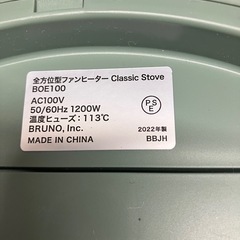 全方位型ファンヒーター Classic Stove
BOE100
AC100V
50/60Hz 1200W
温度ヒューズ：113℃
BRUNO, Inc.
MADE IN CHINA
PSE
2022年製
BBJH